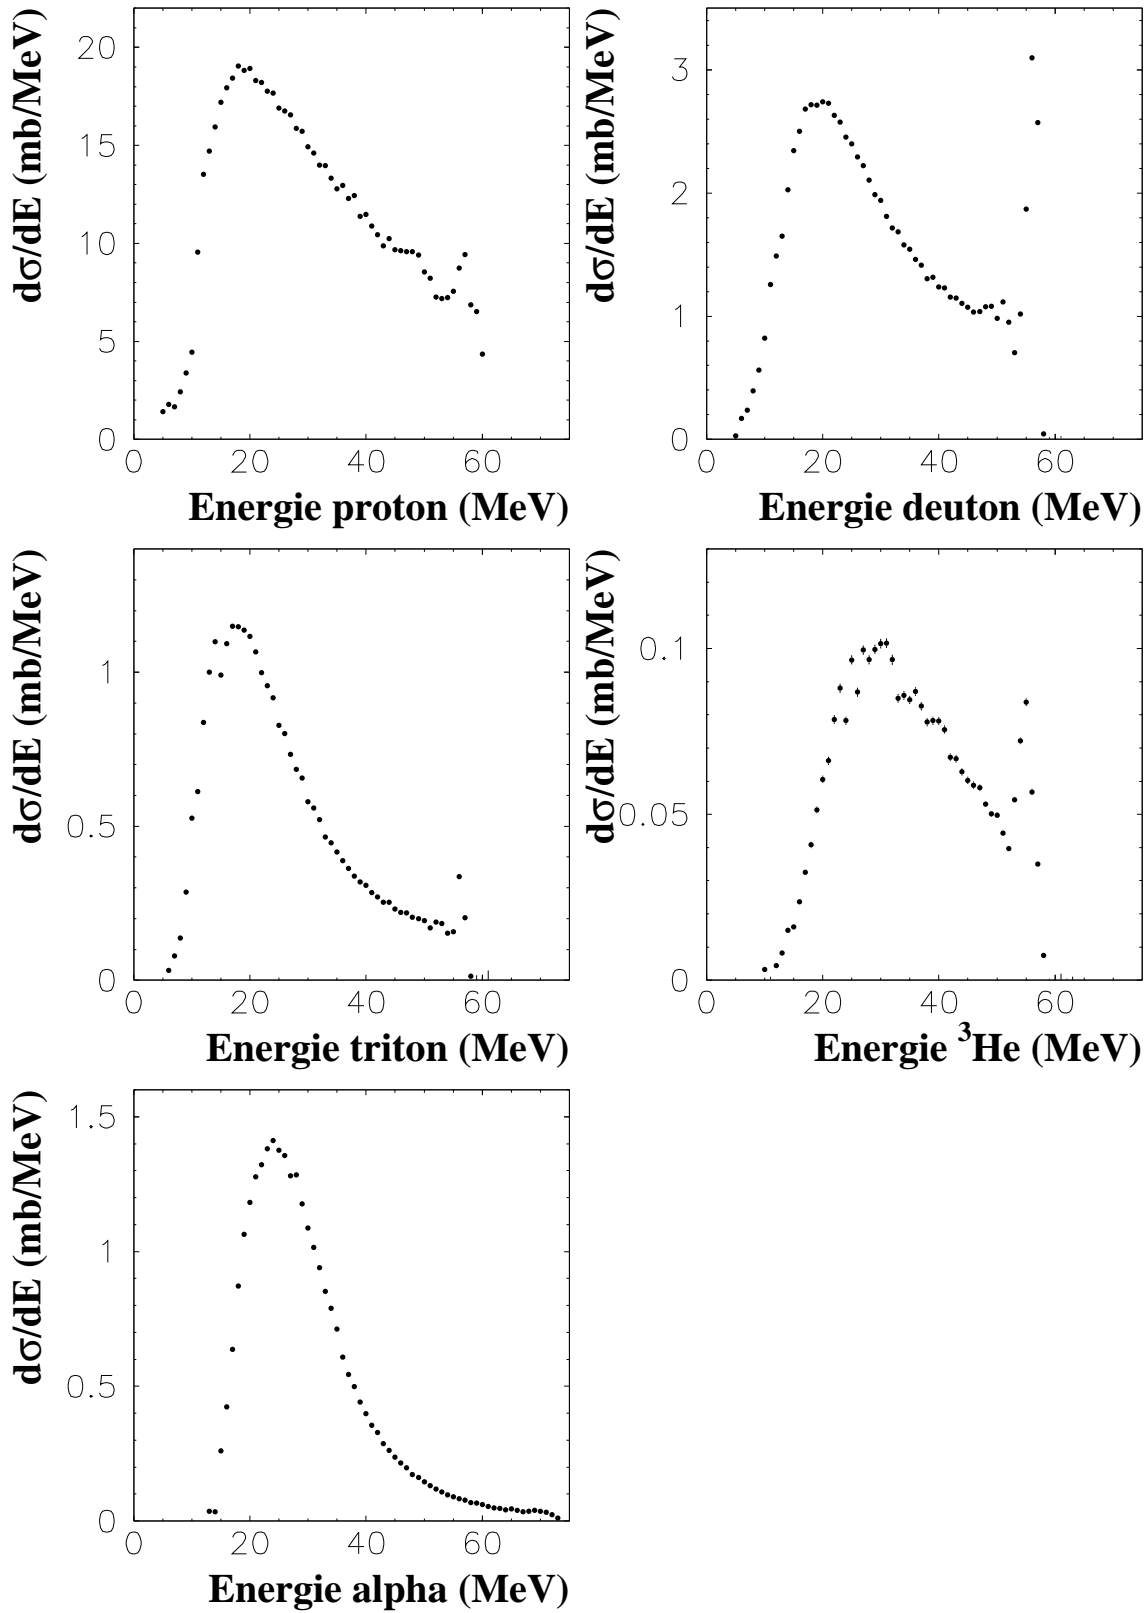 dσ/dE (mb/MeV)
20
15
10
5
0
0 20 40 60
Energie proton (MeV)
dσ/dE (mb/MeV)
3
2
1
0
0 20 40 60
Energie deuton (MeV)
dσ/dE (mb/MeV)
1
0.5
0
0 20 40 60
Energie triton (MeV)
dσ/dE (mb/MeV)
0.1
0.05
0
0 20 40 60
Energie ³He (MeV)
dσ/dE (mb/MeV)
1.5
1
0.5
0
0 20 40 60
Energie alpha (MeV)